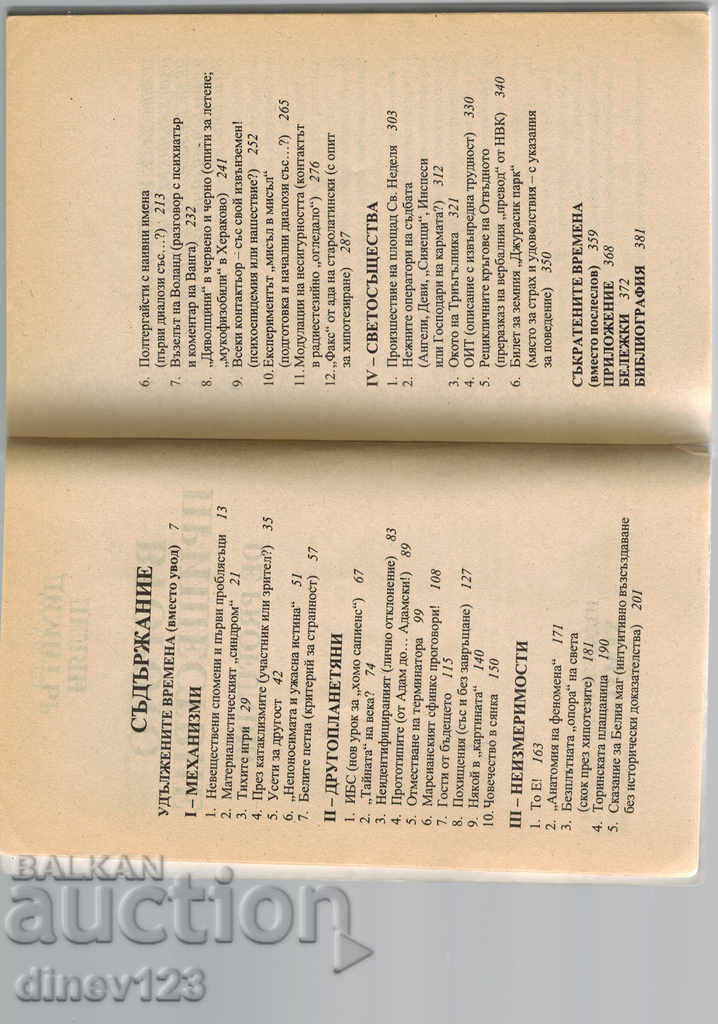 СЪДЪРЖАНИЕ
УДЪЛЖЕНИТЕ ВРЕМЕНА (вместо увод) 7
I – МЕХАНИЗМИ
1. Невеществени спомени и първи проблясъци 13
2. Материалистическият „синдром“ 21
3. Тихите игри 29
4. През катаклизмите (участник или зрител?) 35
5. Усети за другост 42
6. „Непоносимата и ужасна истина“ 51
7. Белите петна (критерий за странност) 57
II – ДРУГОПЛАНЕТЯНИ
1. ИБС (нов урок за „хомо сапиенс“) 67
2. „Тайната“ на века? 74
3. Неидентифицираният (лично отклонение) 83
4. Прототипите (от Адам до... Адамски!) 89
5. Отместване на терминатора 99
6. Марсианският сфинкс проговори! 108
7. Гости от бъдещето 115
8. Похищения (със и без завръщане) 127
9. Някой в „картината“ 140
10. Човечество в сянка 150
III – НЕИЗМЕРИМОСТИ
1. То Е! 163
2. „Анатомия на феномена“ 171
3. Безпътната „опора“ на света
(скок през хипотезите) 181
4. Торинската плащаница 190
5. Сказание за Белия маг (интуитивно възсъздаване
без исторически доказателства) 201
6. Полтергайсти с наивни имена
(първи диалози със...?) 213
7. Възелът на Воланд (разговор с психиатър
и коментар на Ванга) 232
8. „Дяволщини“ в червено и черно (опити за летене;
„мукофизобили“ в Хераково) 241
9. Всеки контактьор – със свой извънземен!
(психоепидемия или нашествие?) 252
10. Експериментът „мисъл в мисъл“
(подготовка и начални диалози със...?) 265
11. Модулации на несигурността (контактът
в радиестезийно „огледало“) 276
12. „Факс“ от ада на старолатински (с опит
за хипотезиране) 287
IV – СВЕТОСЪЩЕСТВА
1. Произшествие на площад Св. Неделя 303
2. Нежните оператори на съдбата
(Ангели, Деви, „Сияещи“, Инспеси
или Господари на кармата?) 312
3. Окото на Триъгълника 321
4. ОИТ (описание с извънредна трудност) 330
5. Рецикличните кръгове на Отвъдното
(преразказ на вербалния „превод“ от НВК) 340
6. Билет за земния „Джурасик парк“
(място за страх и удоволствия – с указания
за поведение) 350
СЪКРАТЕНИТЕ ВРЕМЕНА
(вместо послеслов) 359
ПРИЛОЖЕНИЕ 368
БЕЛЕЖКИ 372
БИБЛИОГРАФИЯ 381
BALKAN
auction
dinev123